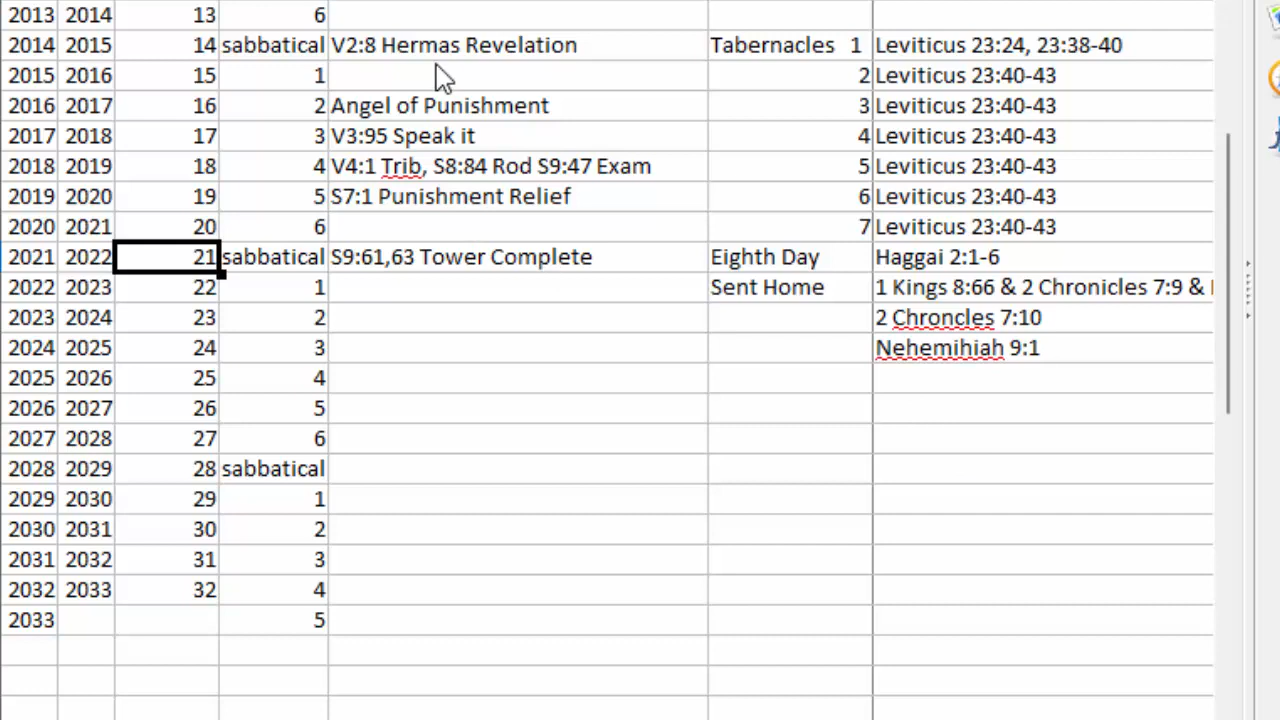 2013 2014 13 6
2014 2015 14 sabbatical V2:8 Hermas Revelation Tabernacles 1 Leviticus 23:24, 23:38-40
2015 2016 15 1 2 Leviticus 23:40-43
2016 2017 16 2 Angel of Punishment 3 Leviticus 23:40-43
2017 2018 17 3 V3:95 Speak it 4 Leviticus 23:40-43
2018 2019 18 4 V4:1 Trib, S8:84 Rod S9:47 Exam 5 Leviticus 23:40-43
2019 2020 19 5 S7:1 Punishment Relief 6 Leviticus 23:40-43
2020 2021 20 6 7 Leviticus 23:40-43
2021 2022 21 sabbatical S9:61,63 Tower Complete Eighth Day Haggai 2:1-6
2022 2023 22 1 Sent Home 1 Kings 8:66 & 2 Chronicles 7:9 &
2023 2024 23 2 2 Chroncles 7:10
2024 2025 24 3 Nehemihiah 9:1
2025 2026 25 4
2026 2027 26 5
2027 2028 27 6
2028 2029 28 sabbatical
2029 2030 29 1
2030 2031 30 2
2031 2032 31 3
2032 2033 32 4
2033 5